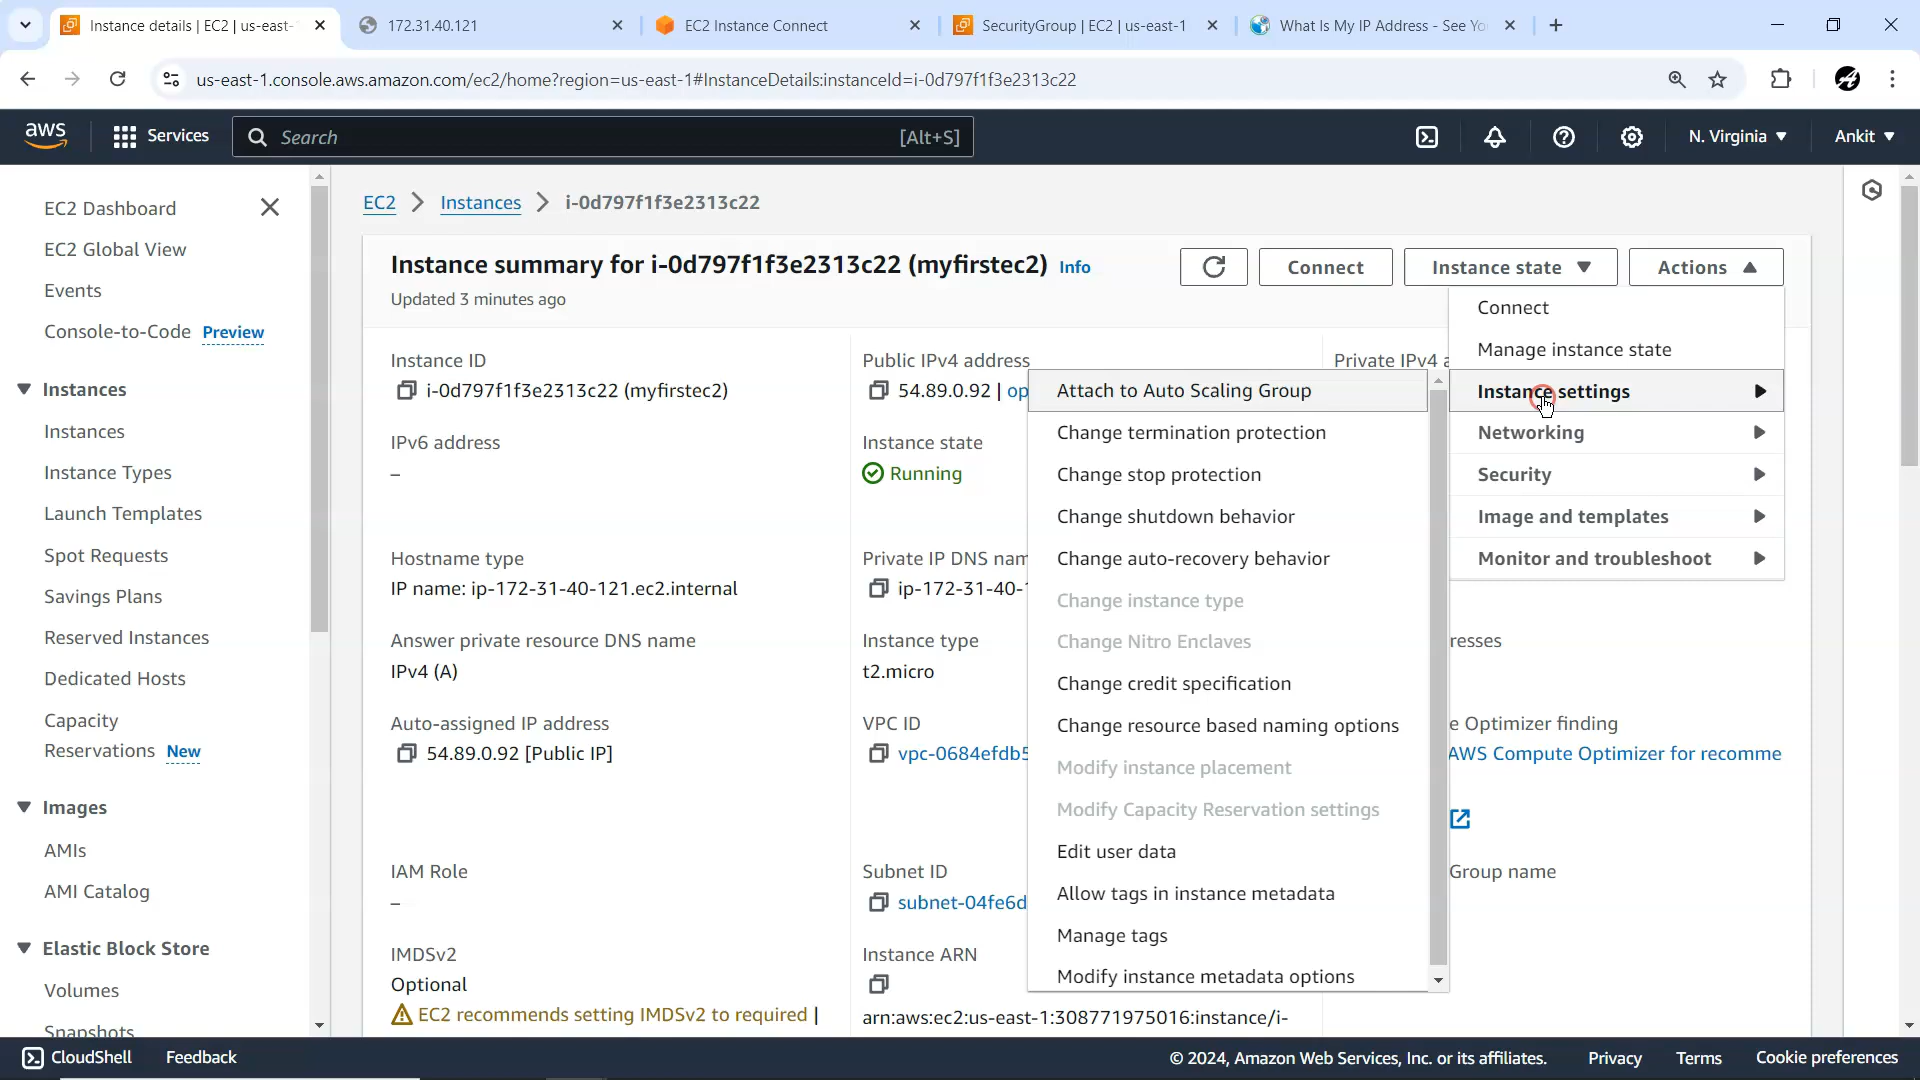 Instance details | EC2 | us-east-
172.31.40.121
EC2 Instance Connect
SecurityGroup | EC2 | us-east-1
What Is My IP Address - See Yo
us-east-1.console.aws.amazon.com/ec2/home?region=us-east-1#InstanceDetails:instanceId=i-0d797f1f3e2313c22
aws
Services
Search
[Alt+S]
N. Virginia
Ankit
EC2 Dashboard
EC2 Global View
Events
Console-to-Code Preview
Instances
Instances
Instance Types
Launch Templates
Spot Requests
Savings Plans
Reserved Instances
Dedicated Hosts
Capacity
Reservations New
Images
AMIs
AMI Catalog
Elastic Block Store
Volumes
Snapshots
EC2 > Instances > i-0d797f1f3e2313c22
Instance summary for i-0d797f1f3e2313c22 (myfirstec2) Info
Updated 3 minutes ago
Connect
Instance state
Actions
Instance ID
i-0d797f1f3e2313c22 (myfirstec2)
IPv6 address
–
Hostname type
IP name: ip-172-31-40-121.ec2.internal
Answer private resource DNS name
IPv4 (A)
Auto-assigned IP address
54.89.0.92 [Public IP]
IAM Role
–
IMDSv2
Optional
EC2 recommends setting IMDSv2 to required |
Public IPv4 address
54.89.0.92 | op
Instance state
Running
Private IP DNS nam
ip-172-31-40-1
Instance type
t2.micro
VPC ID
vpc-0684efdb5
Subnet ID
subnet-04fe6d
Instance ARN
arn:aws:ec2:us-east-1:308771975016:instance/i-
Private IPv4 a
resses
e Optimizer finding
AWS Compute Optimizer for recomme
Group name
Connect
Manage instance state
Instance settings
Networking
Security
Image and templates
Monitor and troubleshoot
Attach to Auto Scaling Group
Change termination protection
Change stop protection
Change shutdown behavior
Change auto-recovery behavior
Change instance type
Change Nitro Enclaves
Change credit specification
Change resource based naming options
Modify instance placement
Modify Capacity Reservation settings
Edit user data
Allow tags in instance metadata
Manage tags
Modify instance metadata options
CloudShell
Feedback
© 2024, Amazon Web Services, Inc. or its affiliates.
Privacy
Terms
Cookie preferences